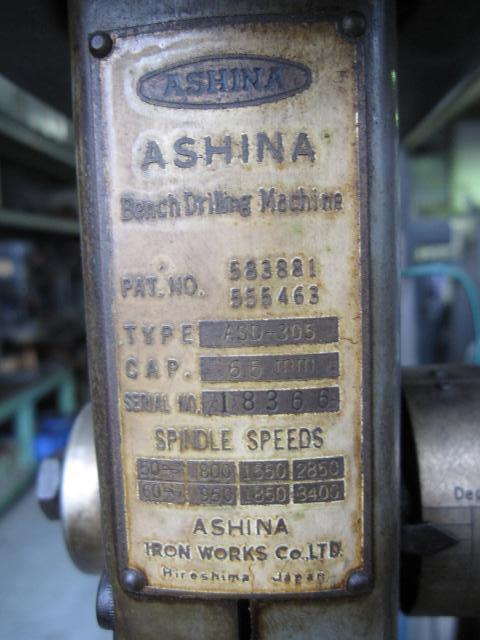 ASHINA
ASHINA
Bench Drilling Machine
PAT. NO. 583881
555463
TYPE ASD-305
CAP. 6.5 mm
SERIAL NO. 18366
SPINDLE SPEEDS
50~ 800 1550 2850
60~ 950 1850 3400
ASHINA
IRON WORKS Co., LTD.
Hiroshima Japan